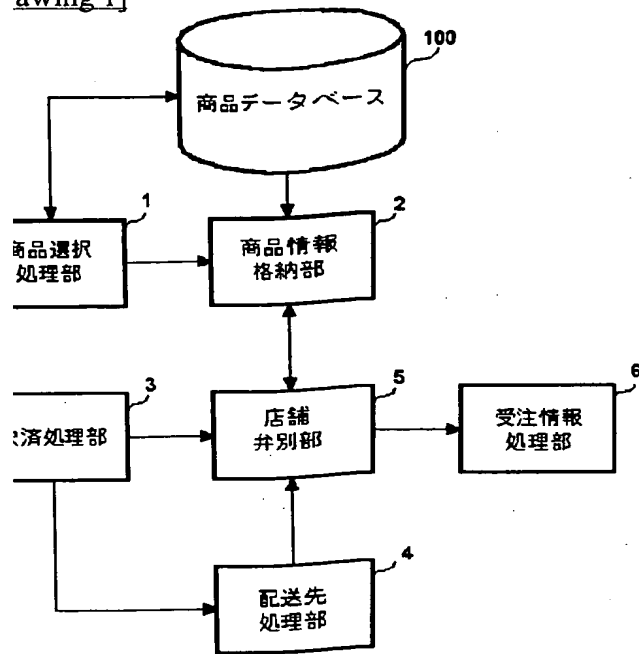 awing 1]
100
商品データベース
1
2
商品選択
処理部
商品情報
格納部
3
5
6
済処理部
店舗
弁別部
受注情報
処理部
4
配送先
処理部